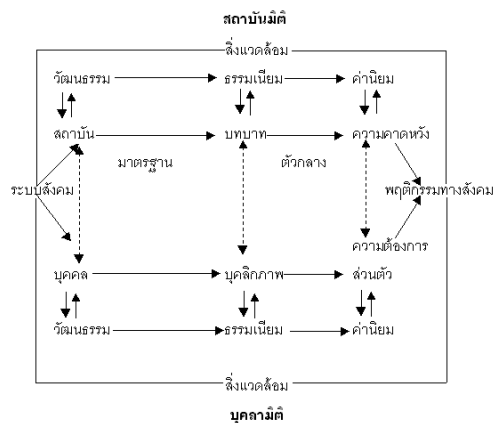 สถาบันมิติ
สิ่งแวดล้อม
วัฒนธรรม ธรรมเนียม ค่านิยม
สถาบัน บทบาท ความคาดหวัง
มาตรฐาน ตัวกลาง
ระบบสังคม พฤติกรรมทางสังคม
ความต้องการ
บุคคล บุคลิกภาพ ส่วนตัว
วัฒนธรรม ธรรมเนียม ค่านิยม
สิ่งแวดล้อม
บุคลามิติ